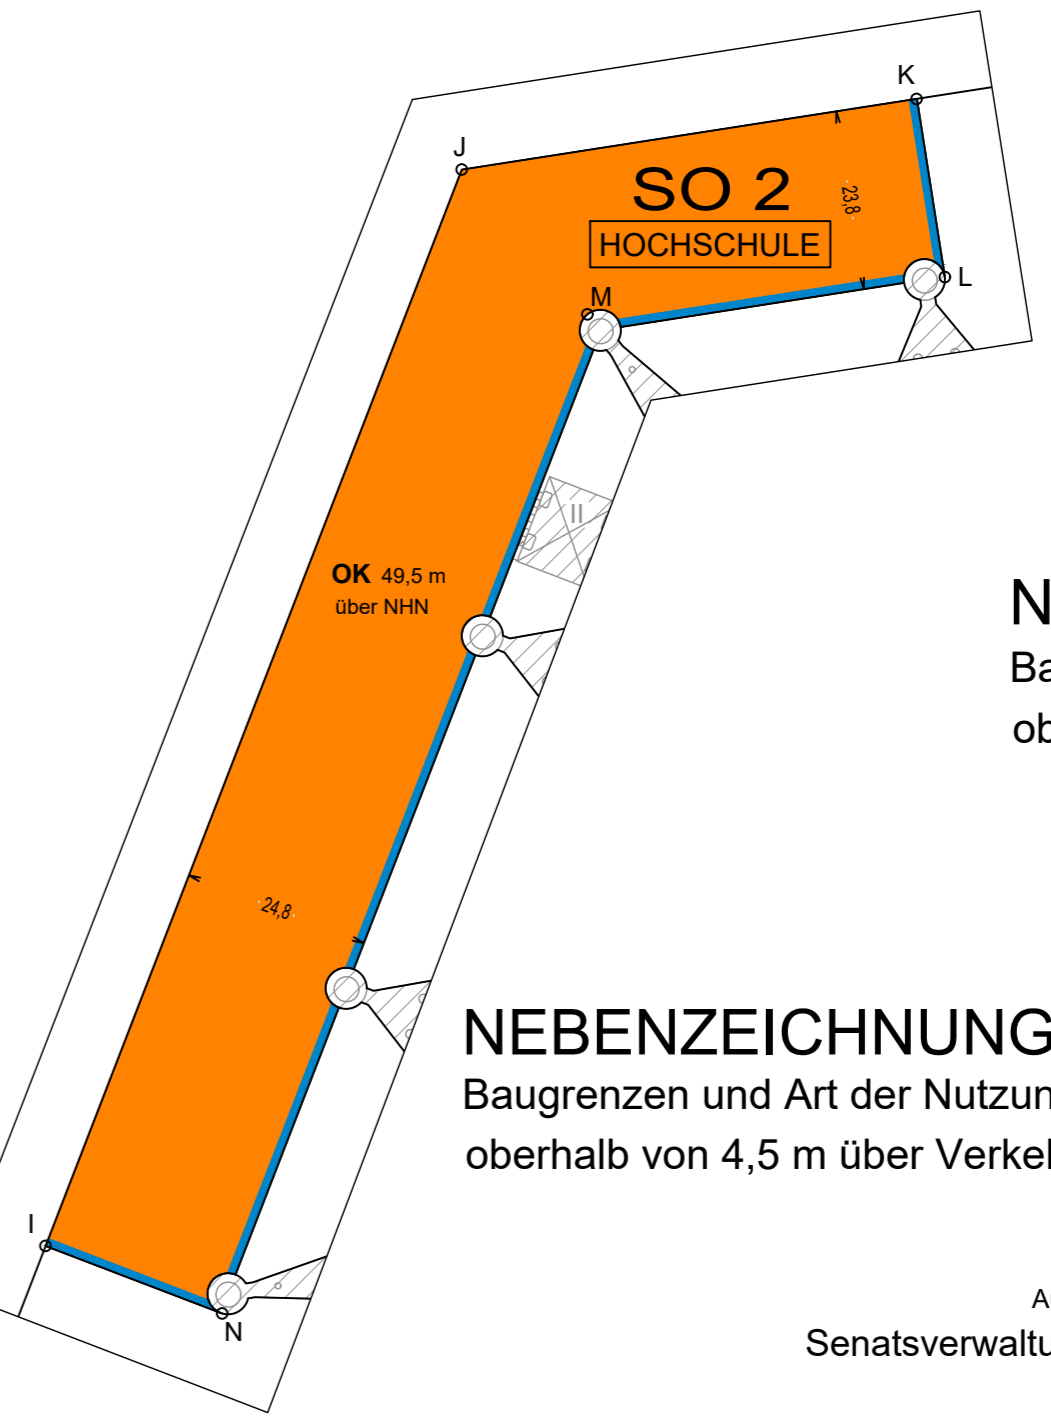 K
J
SO 2
23,8
HOCHSCHULE
L
M
II
OK 49,5 m
über NHN
N
Ba
ob
24,8
NEBENZEICHNUNG
Baugrenzen und Art der Nutzun
oberhalb von 4,5 m über Verke
I
N
A
Senatsverwaltu